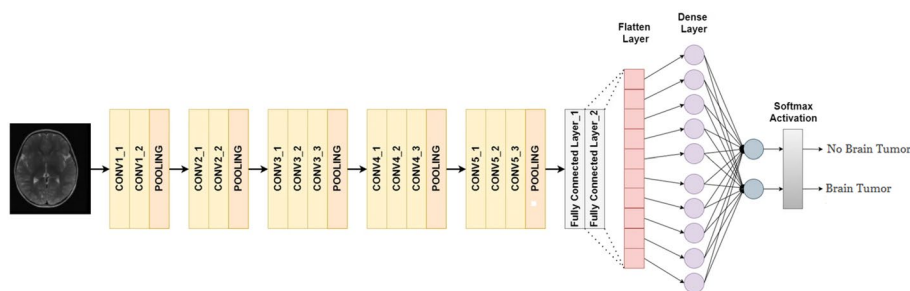 CONV1_1
CONV1_2
POOLING
CONV2_1
CONV2_2
POOLING
CONV3_1
CONV3_2
CONV3_3
POOLING
CONV4_1
CONV4_2
CONV4_3
POOLING
CONV5_1
CONV5_2
CONV5_3
POOLING
Fully Connected Layer_1
Fully Connected Layer_2
Flatten
Layer
Dense
Layer
Softmax
Activation
No Brain Tumor
Brain Tumor